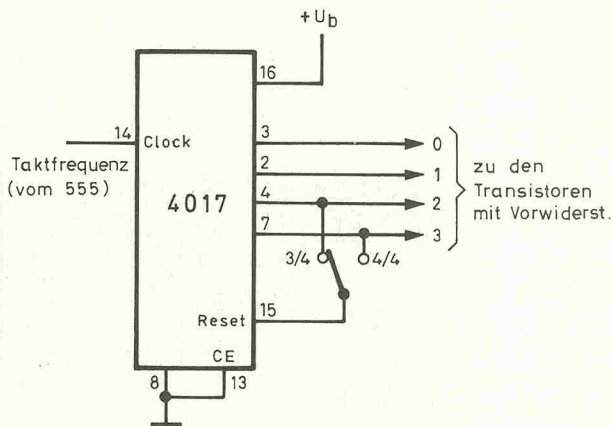 +Ub
16
14
Clock
3
0
Taktfrequenz
(vom 555)
2
1
zu den
Transistoren
mit Vorwiderst.
4017
4
2
7
3
3/4
4/4
Reset
15
CE
8
13